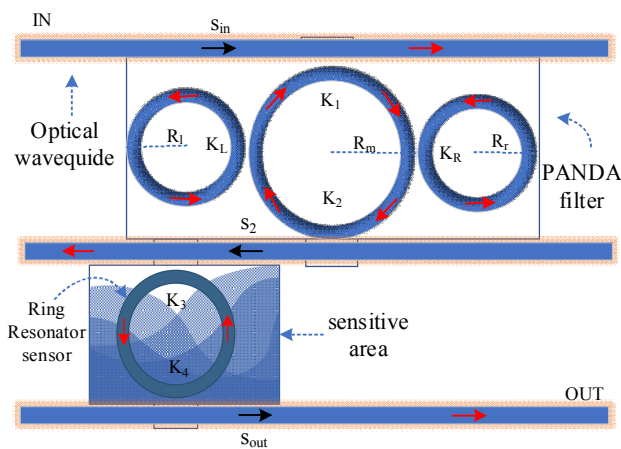 IN
s_in
Optical
wavequide
K_1
R_l
K_L
R_m
K_R
R_r
K_2
PANDA
filter
s_2
Ring
Resonator
sensor
K_3
K_4
sensitive
area
OUT
s_out